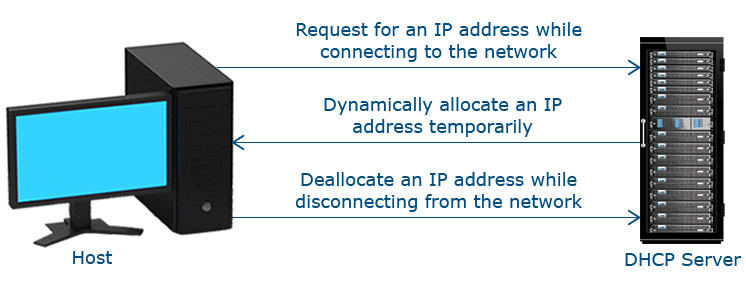 Request for an IP address while
connecting to the network
Dynamically allocate an IP
address temporarily
Deallocate an IP address while
disconnecting from the network
Host
DHCP Server